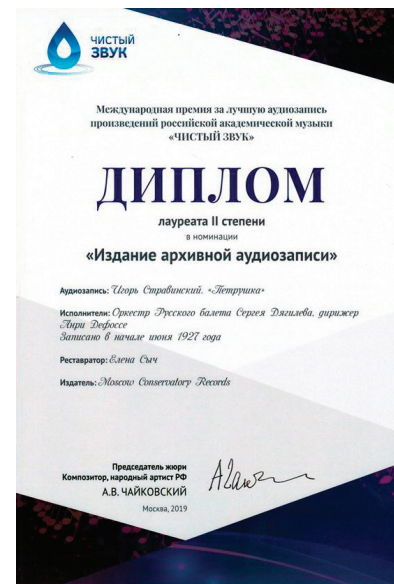 ЧИСТЫЙ
ЗВУК
Международная премия за лучшую аудиозапись
произведений российской академической музыки
«ЧИСТЫЙ ЗВУК»
ДИПЛОМ
лауреата II степени
в номинации
«Издание архивной аудиозаписи»
Аудиозапись: Игорь Стравинский. «Петрушка»
Исполнители: Оркестр Русского балета Сергея Дягилева, дирижер
Анри Дефоссе
Записано в начале июня 1927 года
Реставратор: Елена Сыч
Издатель: Moscow Conservatory Records
Председатель жюри
Композитор, народный артист РФ
А.В. ЧАЙКОВСКИЙ
Москва, 2019